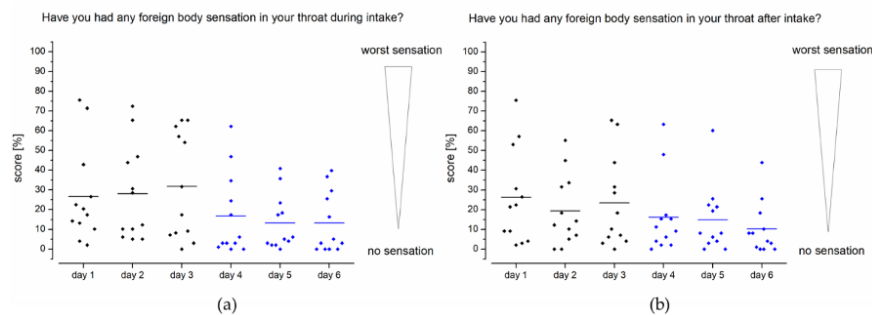 Have you had any foreign body sensation in your throat during intake?
worst sensation
100
90
80
70
60
50
40
30
20
10
0
score [%]
no sensation
day 1 day 2 day 3 day 4 day 5 day 6
(a)
Have you had any foreign body sensation in your throat after intake?
worst sensation
100
90
80
70
60
50
40
30
20
10
0
score [%]
no sensation
day 1 day 2 day 3 day 4 day 5 day 6
(b)